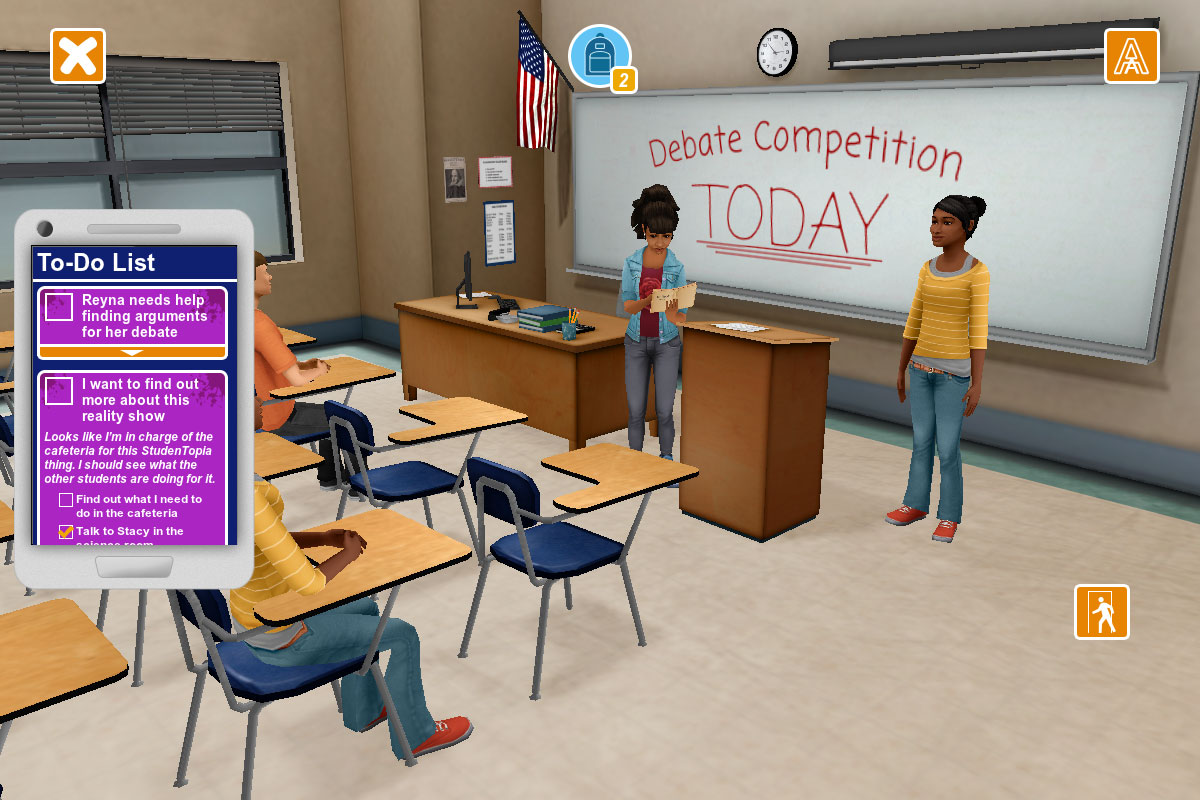 2
Debate Competition
TODAY
To-Do List
Reyna needs help
finding arguments
for her debate
I want to find out
more about this
reality show
Looks like I'm in charge of the
cafeteria for this StudenTopia
thing. I should see what the
other students are doing for it.
Find out what I need to
do in the cafeteria
Talk to Stacy in the
science room